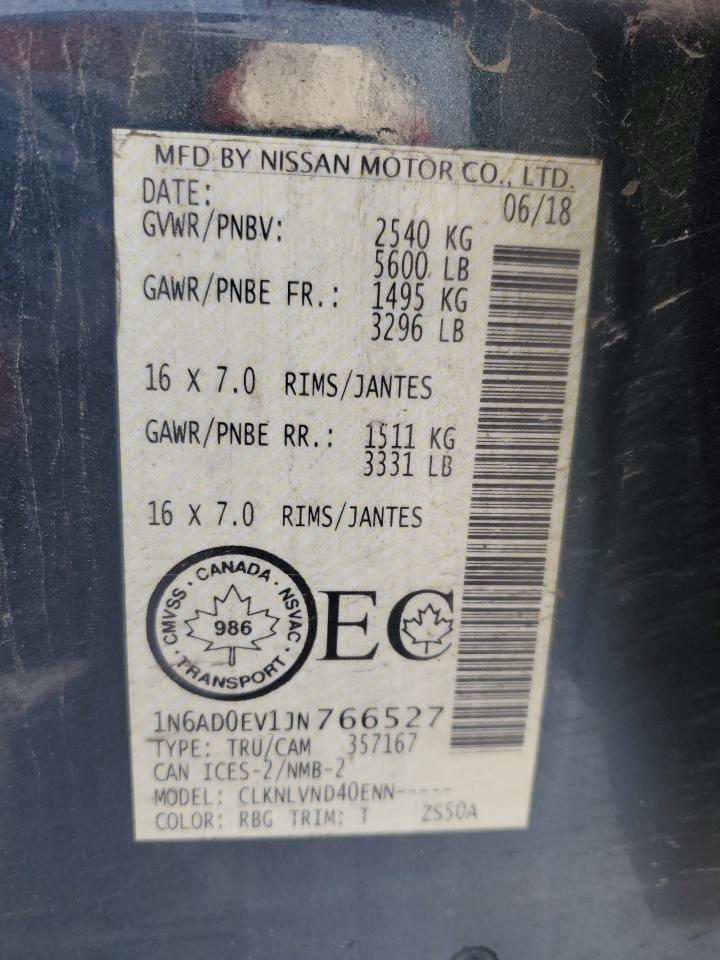 MFD BY NISSAN MOTOR CO., LTD.
DATE: 06/18
GVWR/PNBV: 2540 KG
5600 LB
GAWR/PNBE FR.: 1495 KG
3296 LB
16 X 7.0 RIMS/JANTES
GAWR/PNBE RR.: 1511 KG
3331 LB
16 X 7.0 RIMS/JANTES
CMVSS · CANADA · NSVAC · TRANSPORT ·
986
EC
1N6AD0EV1JN766527
TYPE: TRU/CAM 357167
CAN ICES-2/NMB-2
MODEL: CLKNLVND40ENN-----
COLOR: RBG TRIM: T ZS50A